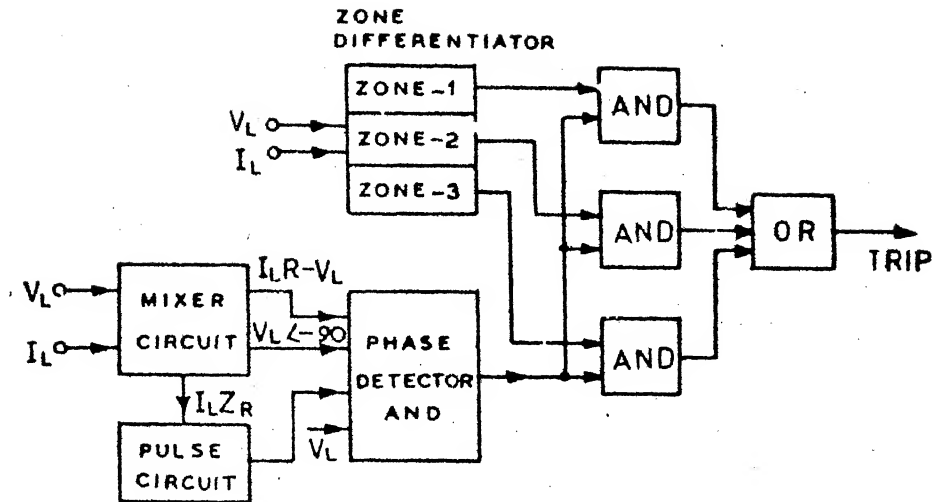 ZONE
DIFFERENTIATOR
ZONE-1
ZONE-2
ZONE-3
V_L
I_L
AND
AND
AND
OR
TRIP
V_L
I_L
MIXER
CIRCUIT
I_LR-V_L
V_L<-90
I_LZ_R
PULSE
CIRCUIT
V_L
PHASE
DETECTOR
AND